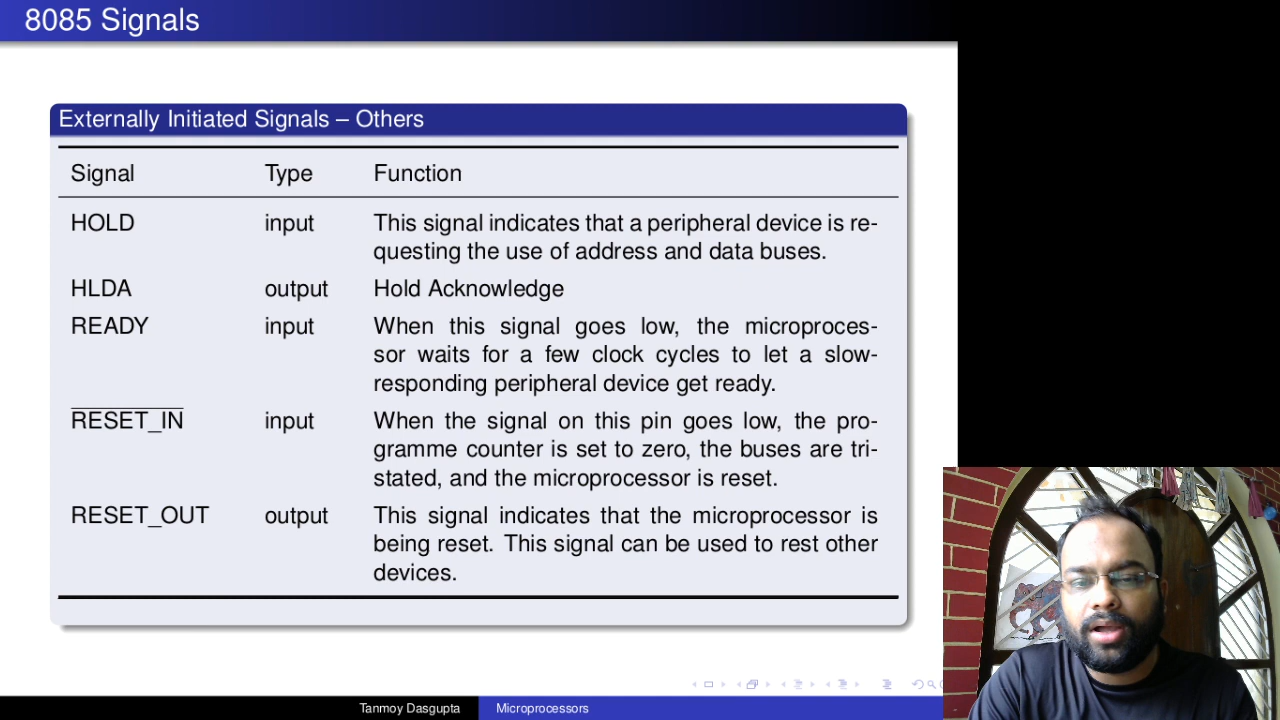 8085 Signals
Externally Initiated Signals – Others
Signal Type Function
HOLD input This signal indicates that a peripheral device is re-
questing the use of address and data buses.
HLDA output Hold Acknowledge
READY input When this signal goes low, the microproces-
sor waits for a few clock cycles to let a slow-
responding peripheral device get ready.
RESET_IN input When the signal on this pin goes low, the pro-
gramme counter is set to zero, the buses are tri-
stated, and the microprocessor is reset.
RESET_OUT output This signal indicates that the microprocessor is
being reset. This signal can be used to rest other
devices.
Tanmoy Dasgupta Microprocessors